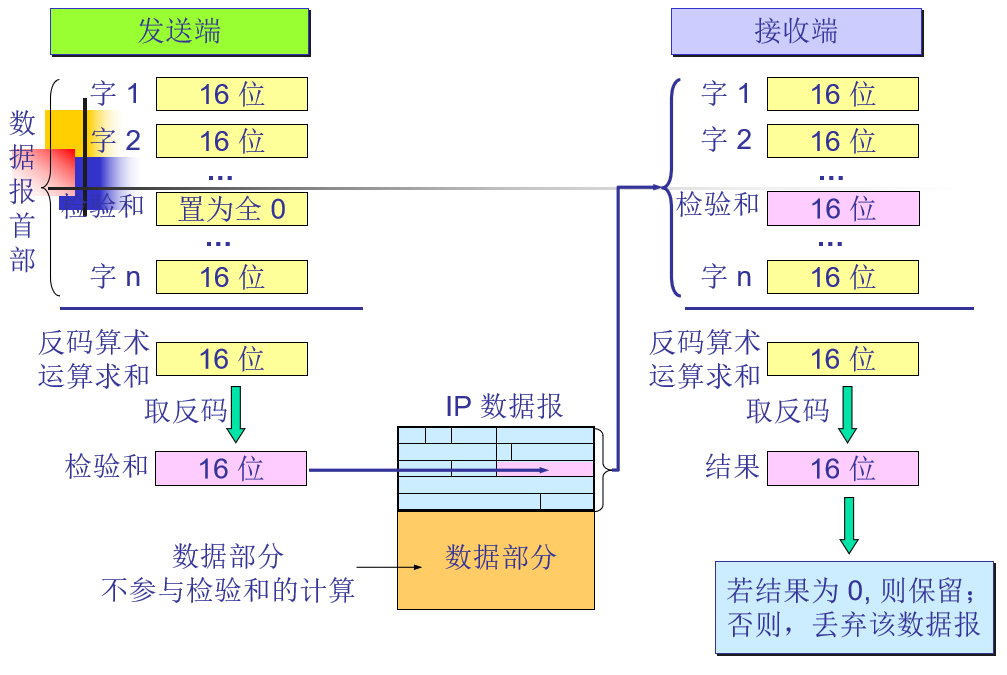 发送端
数据报首部
字 1 16 位
字 2 16 位
...
检验和 置为全 0
...
字 n 16 位
反码算术
运算求和
16 位
取反码
检验和 16 位
IP 数据报
数据部分
数据部分
不参与检验和的计算
接收端
字 1 16 位
字 2 16 位
...
检验和 16 位
...
字 n 16 位
反码算术
运算求和
16 位
取反码
结果 16 位
若结果为 0, 则保留；
否则，丢弃该数据报